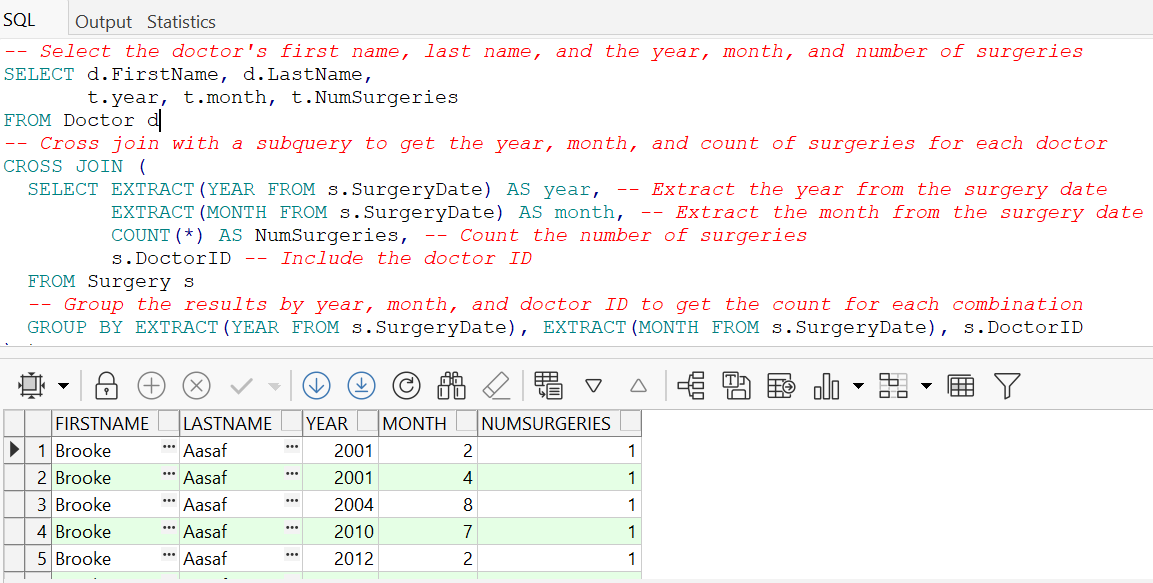 SQL Output Statistics
-- Select the doctor's first name, last name, and the year, month, and number of surgeries
SELECT d.FirstName, d.LastName,
t.year, t.month, t.NumSurgeries
FROM Doctor d
-- Cross join with a subquery to get the year, month, and count of surgeries for each doctor
CROSS JOIN (
SELECT EXTRACT(YEAR FROM s.SurgeryDate) AS year, -- Extract the year from the surgery date
EXTRACT(MONTH FROM s.SurgeryDate) AS month, -- Extract the month from the surgery date
COUNT(*) AS NumSurgeries, -- Count the number of surgeries
s.DoctorID -- Include the doctor ID
FROM Surgery s
-- Group the results by year, month, and doctor ID to get the count for each combination
GROUP BY EXTRACT(YEAR FROM s.SurgeryDate), EXTRACT(MONTH FROM s.SurgeryDate), s.DoctorID
FIRSTNAME LASTNAME YEAR MONTH NUMSURGERIES
1 Brooke ... Aasaf ... 2001 2 1
2 Brooke ... Aasaf ... 2001 4 1
3 Brooke ... Aasaf ... 2004 8 1
4 Brooke ... Aasaf ... 2010 7 1
5 Brooke ... Aasaf ... 2012 2 1